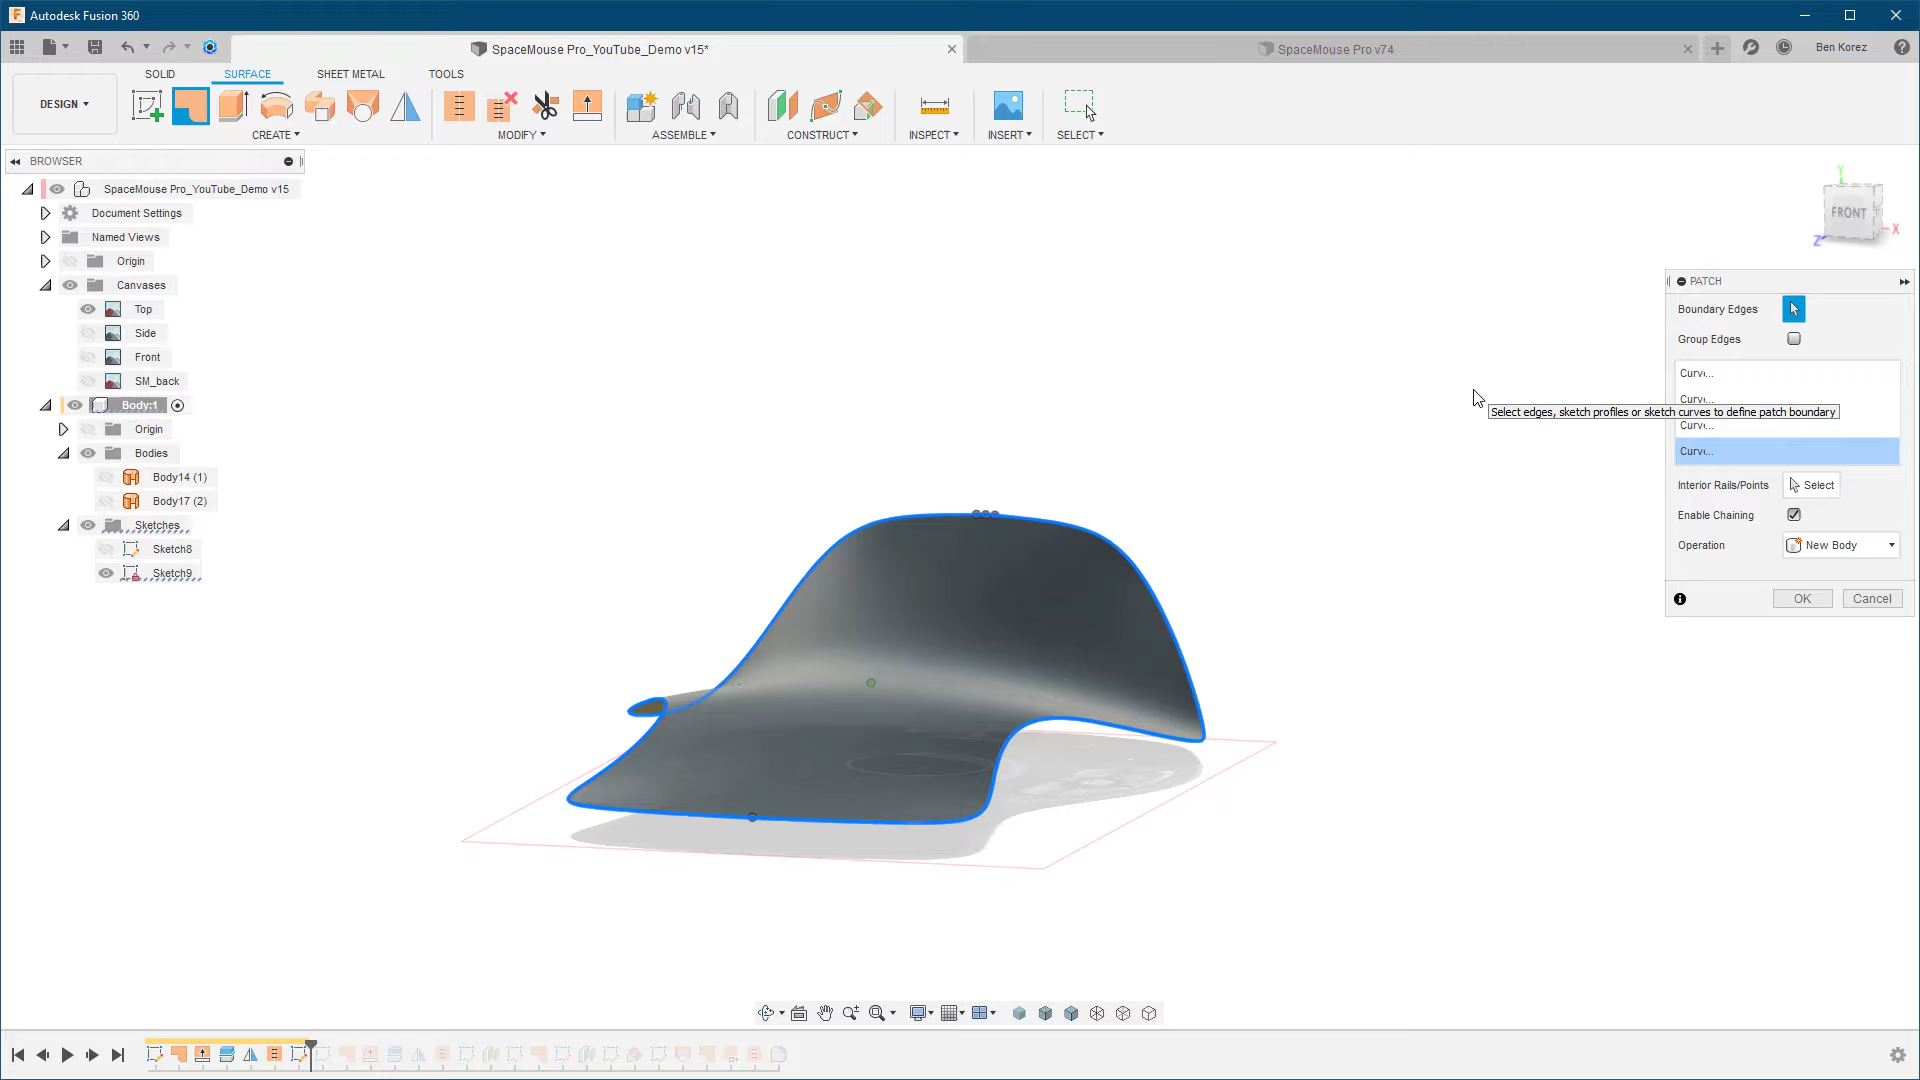 Autodesk Fusion 360
SpaceMouse Pro_YouTube_Demo v15*
SpaceMouse Pro v74
Ben Korez
DESIGN
SOLID
SURFACE
SHEET METAL
TOOLS
CREATE
MODIFY
ASSEMBLE
CONSTRUCT
INSPECT
INSERT
SELECT
BROWSER
SpaceMouse Pro_YouTube_Demo v15
Document Settings
Named Views
Origin
Canvases
Top
Side
Front
SM_back
Body:1
Origin
Bodies
Body14 (1)
Body17 (2)
Sketches
Sketch8
Sketch9
Y
FRONT
X
Z
PATCH
Boundary Edges
Group Edges
Curv...
Curv...
Select edges, sketch profiles or sketch curves to define patch boundary
Curv...
Curv...
Interior Rails/Points
Select
Enable Chaining
Operation
New Body
OK
Cancel